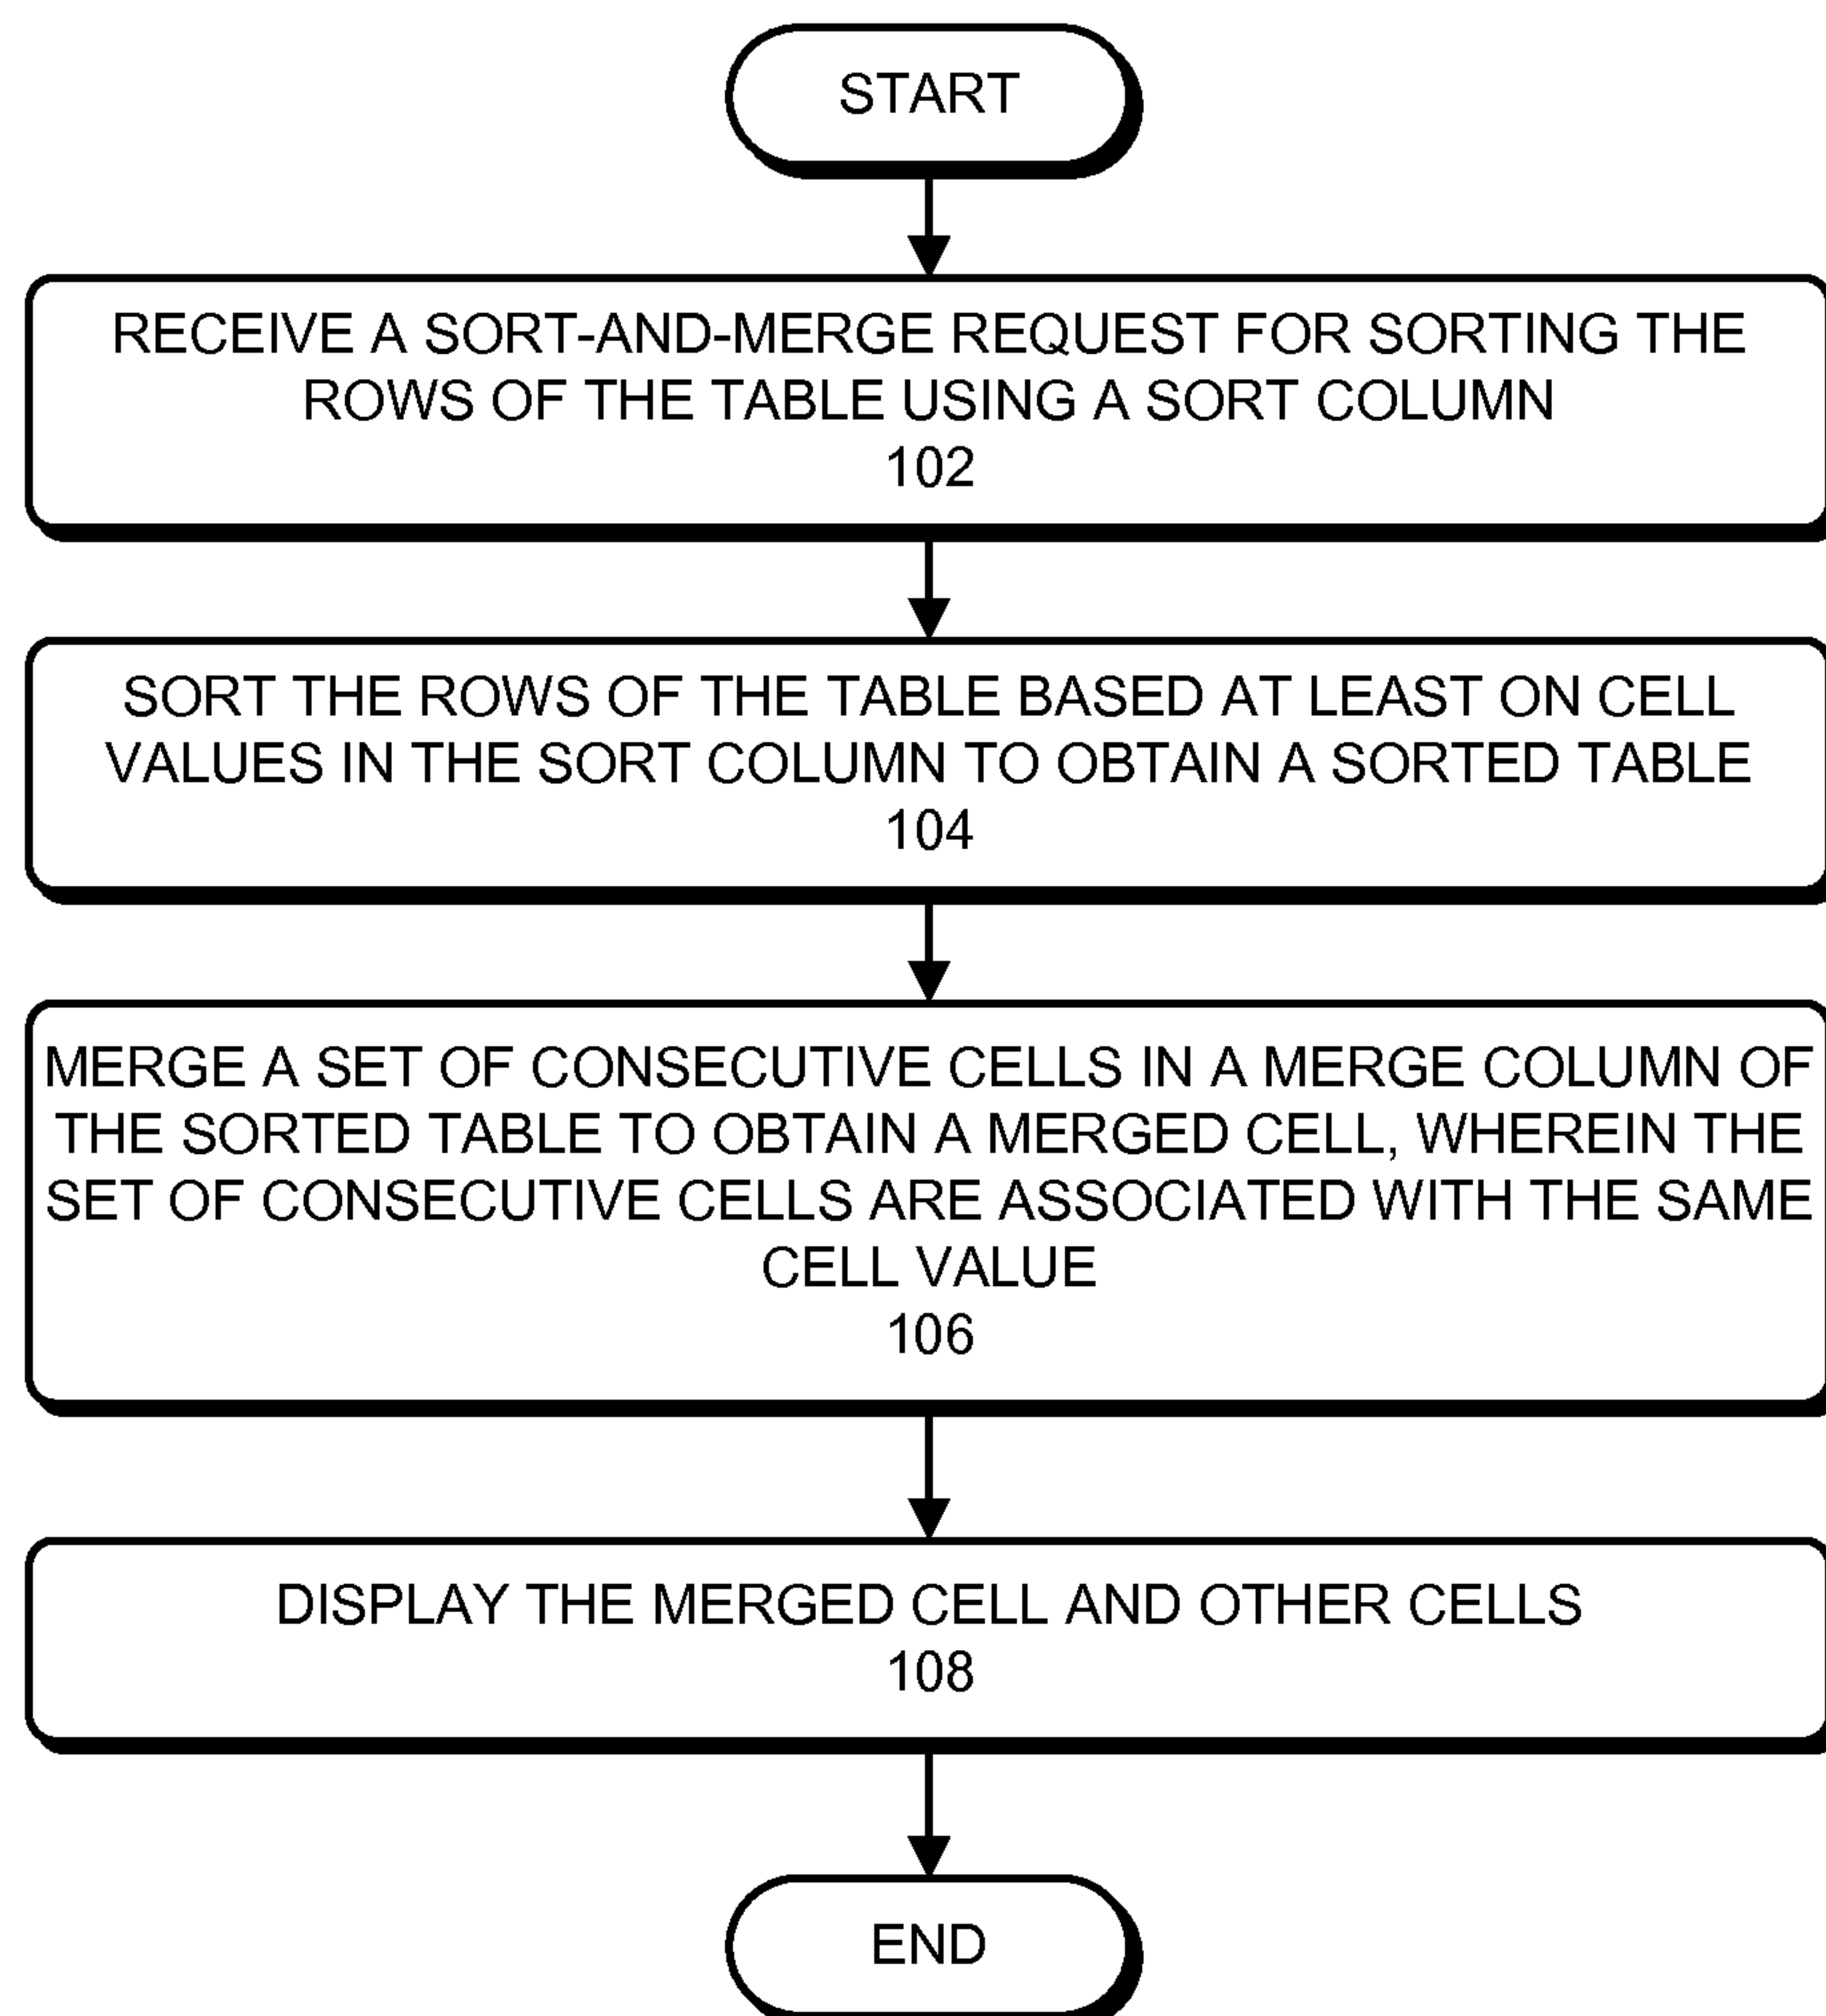 START
RECEIVE A SORT-AND-MERGE REQUEST FOR SORTING THE
ROWS OF THE TABLE USING A SORT COLUMN
102
SORT THE ROWS OF THE TABLE BASED AT LEAST ON CELL
VALUES IN THE SORT COLUMN TO OBTAIN A SORTED TABLE
104
MERGE A SET OF CONSECUTIVE CELLS IN A MERGE COLUMN OF
THE SORTED TABLE TO OBTAIN A MERGED CELL, WHEREIN THE
SET OF CONSECUTIVE CELLS ARE ASSOCIATED WITH THE SAME
CELL VALUE
106
DISPLAY THE MERGED CELL AND OTHER CELLS
108
END